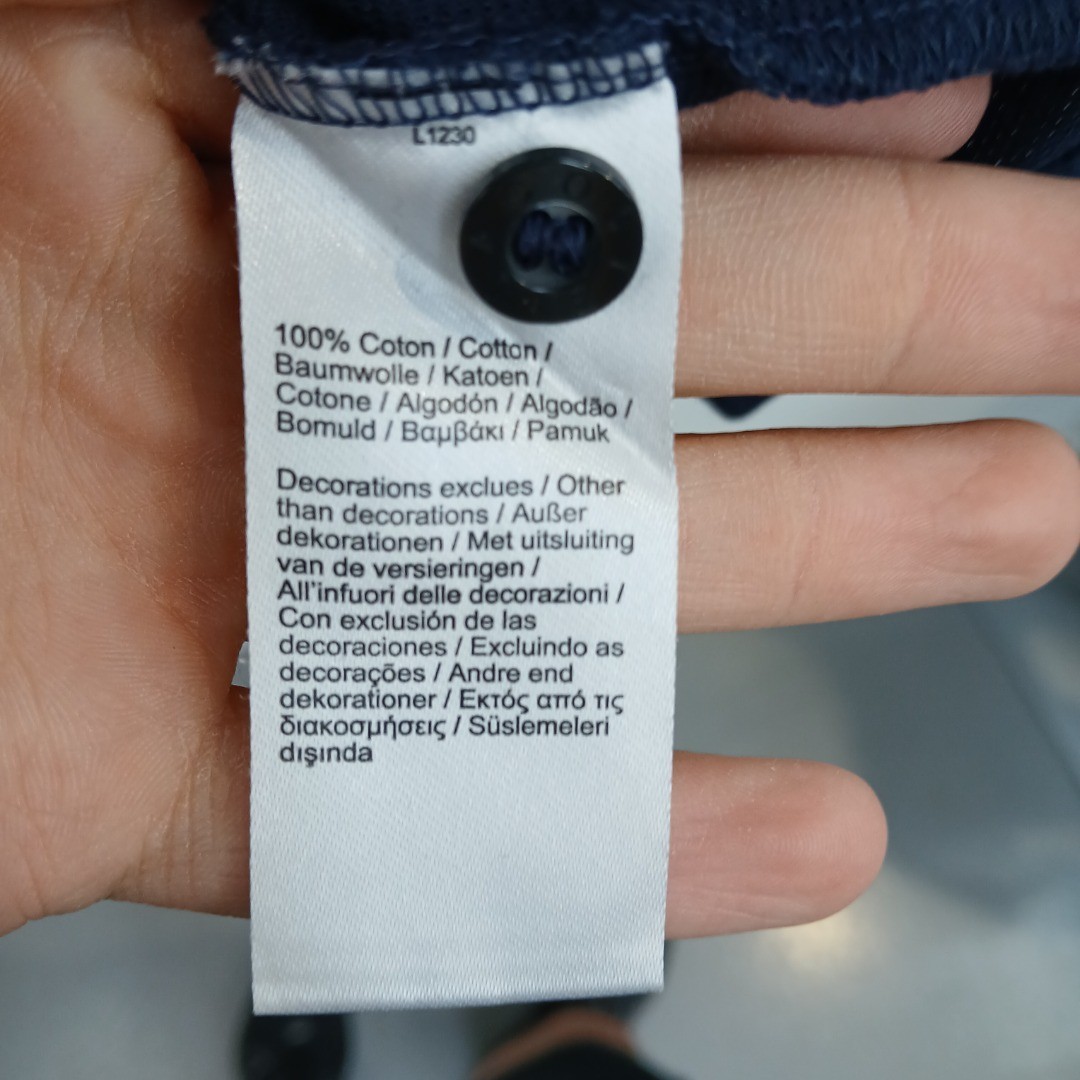 L1230
100% Coton / Cotton /
Baumwolle / Katoen /
Cotone / Algodón / Algodão /
Bomuld / Βαμβάκι / Pamuk
Decorations exclues / Other
than decorations / Außer
dekorationen / Met uitsluiting
van de versieringen /
All'infuori delle decorazioni /
Con exclusión de las
decoraciones / Excluindo as
decorações / Andre end
dekorationer / Εκτός από τις
διακοσμήσεις / Süslemeleri
dışında